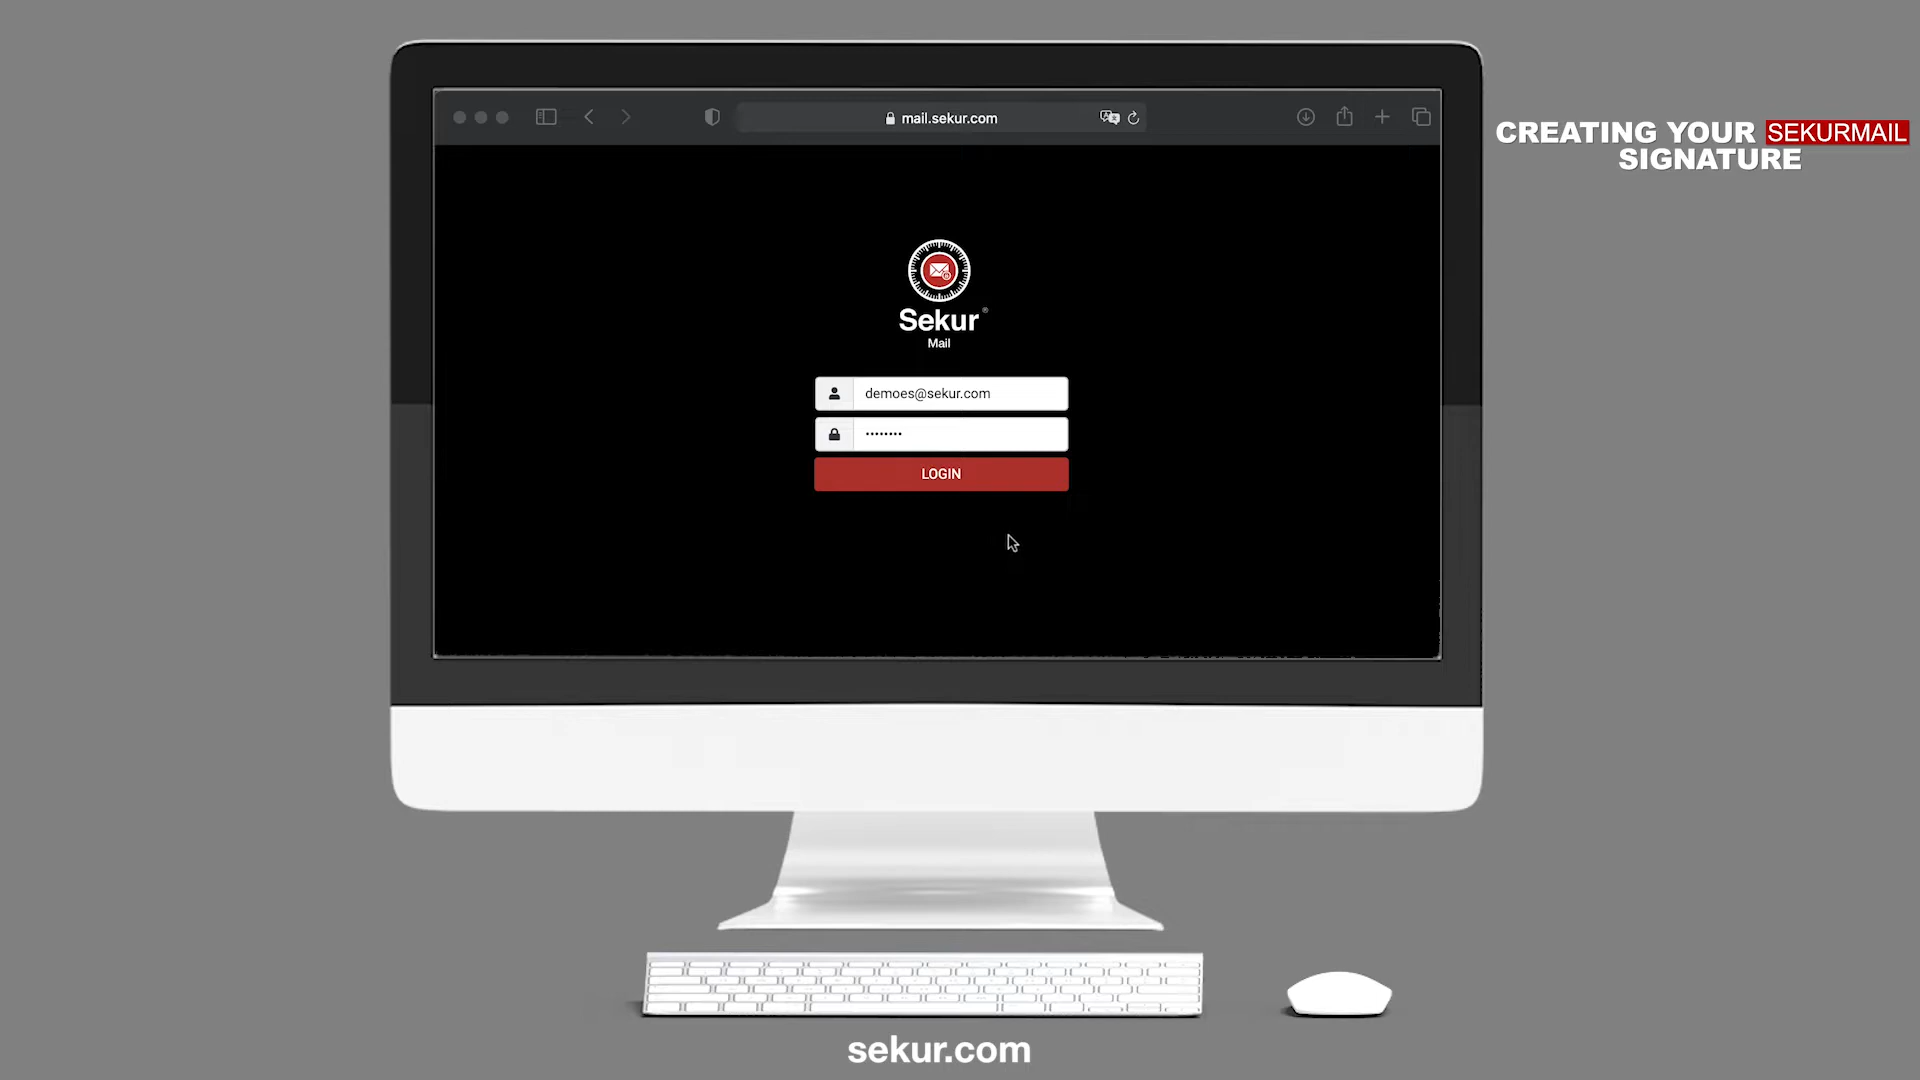 mail.sekur.com
CREATING YOUR SEKURMAIL
SIGNATURE
Sekur®
Mail
demoes@sekur.com
••••••••
LOGIN
sekur.com